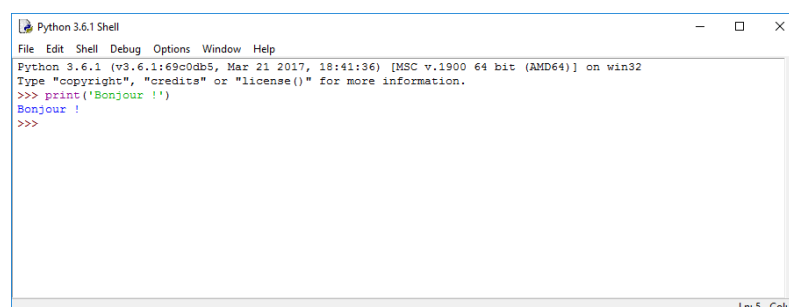 Python 3.6.1 Shell
File Edit Shell Debug Options Window Help
Python 3.6.1 (v3.6.1:69c0db5, Mar 21 2017, 18:41:36) [MSC v.1900 64 bit (AMD64)] on win32
Type "copyright", "credits" or "license()" for more information.
>>> print('Bonjour !')
Bonjour !
>>>
Ln: 5